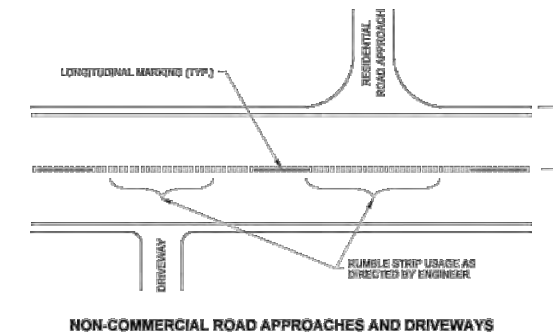 RESIDENTIAL
ROAD APPROACH
LONGITUDINAL MARKING (TYP.)
RUMBLE STRIP USAGE AS
DIRECTED BY ENGINEER
DRIVEWAY
NON-COMMERCIAL ROAD APPROACHES AND DRIVEWAYS